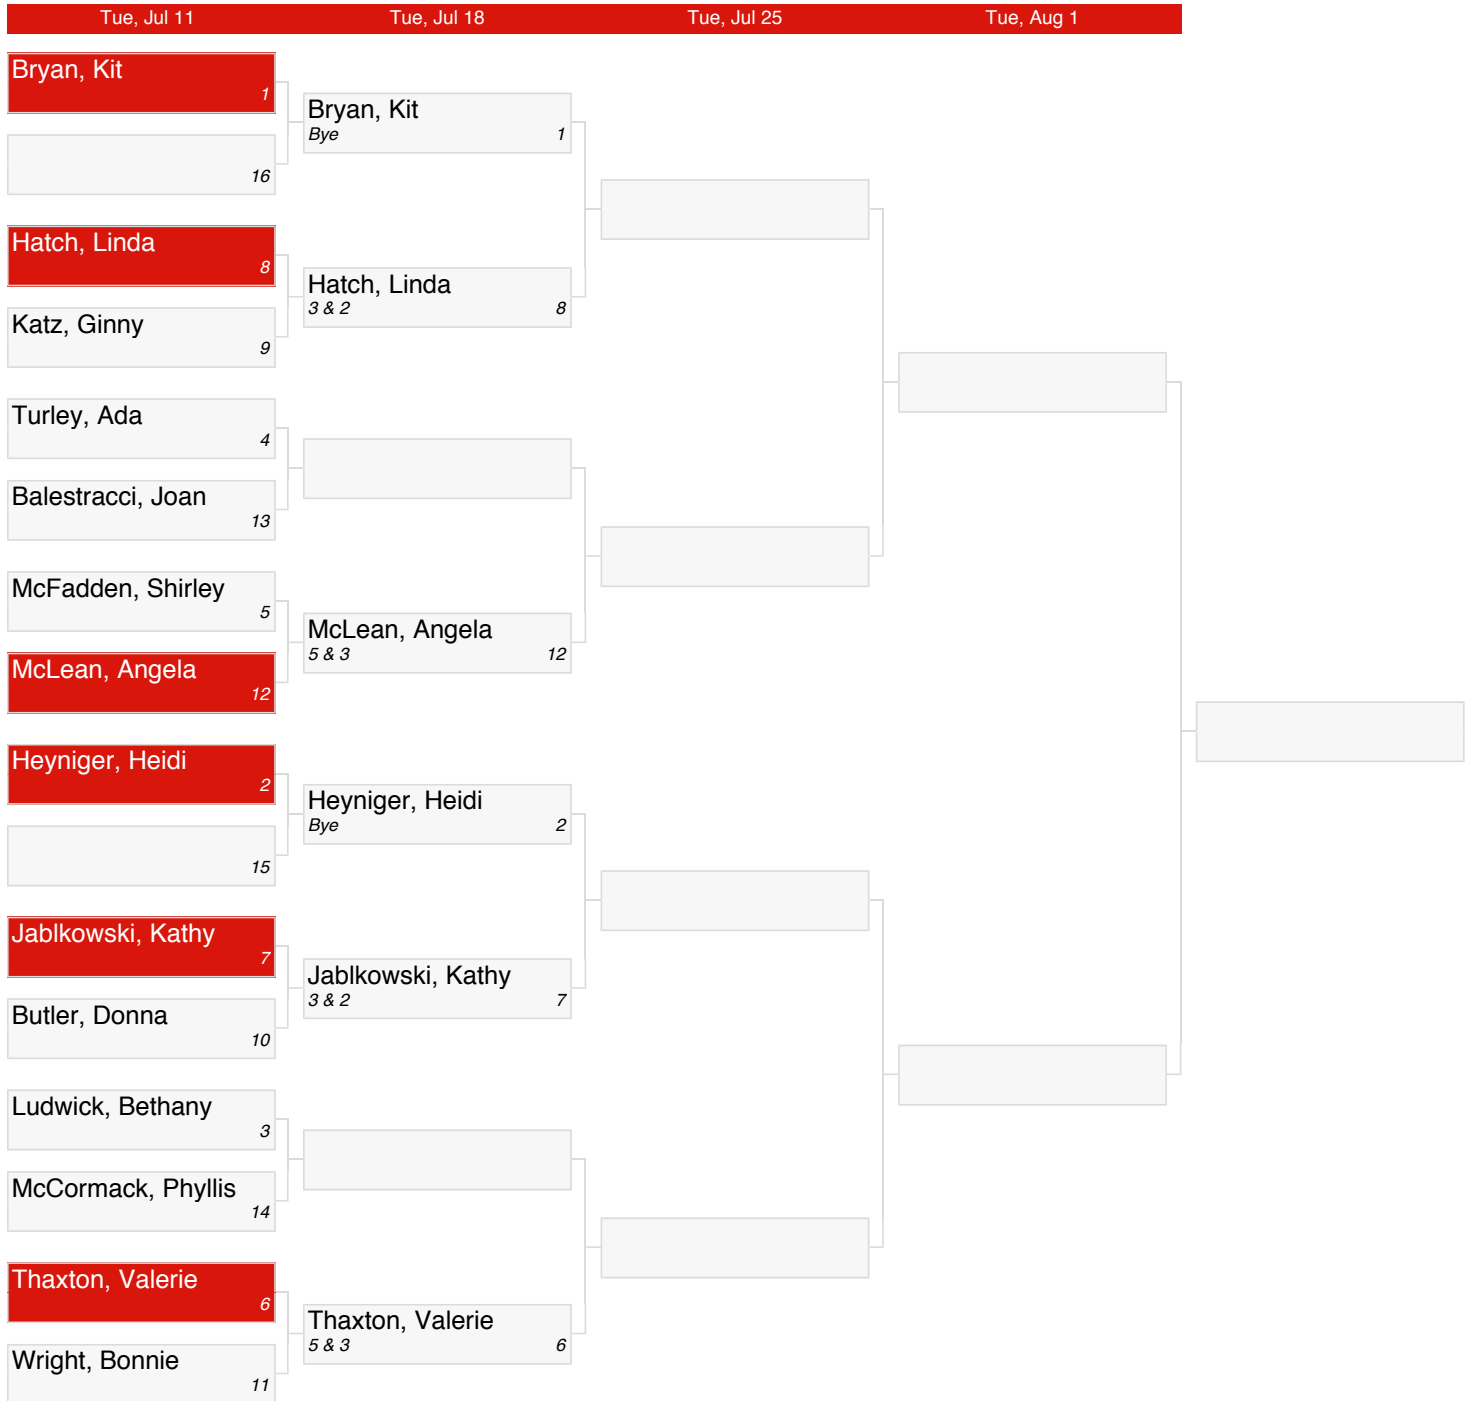 Tue, Jul 11 Tue, Jul 18 Tue, Jul 25 Tue, Aug 1
Bryan, Kit
1
16
Hatch, Linda
8
Katz, Ginny
9
Turley, Ada
4
Balestracci, Joan
13
McFadden, Shirley
5
McLean, Angela
12
Heyniger, Heidi
2
15
Jablkowski, Kathy
7
Butler, Donna
10
Ludwick, Bethany
3
McCormack, Phyllis
14
Thaxton, Valerie
6
Wright, Bonnie
11
Bryan, Kit
Bye 1
Hatch, Linda
3 & 2 8
McLean, Angela
5 & 3 12
Heyniger, Heidi
Bye 2
Jablkowski, Kathy
3 & 2 7
Thaxton, Valerie
5 & 3 6